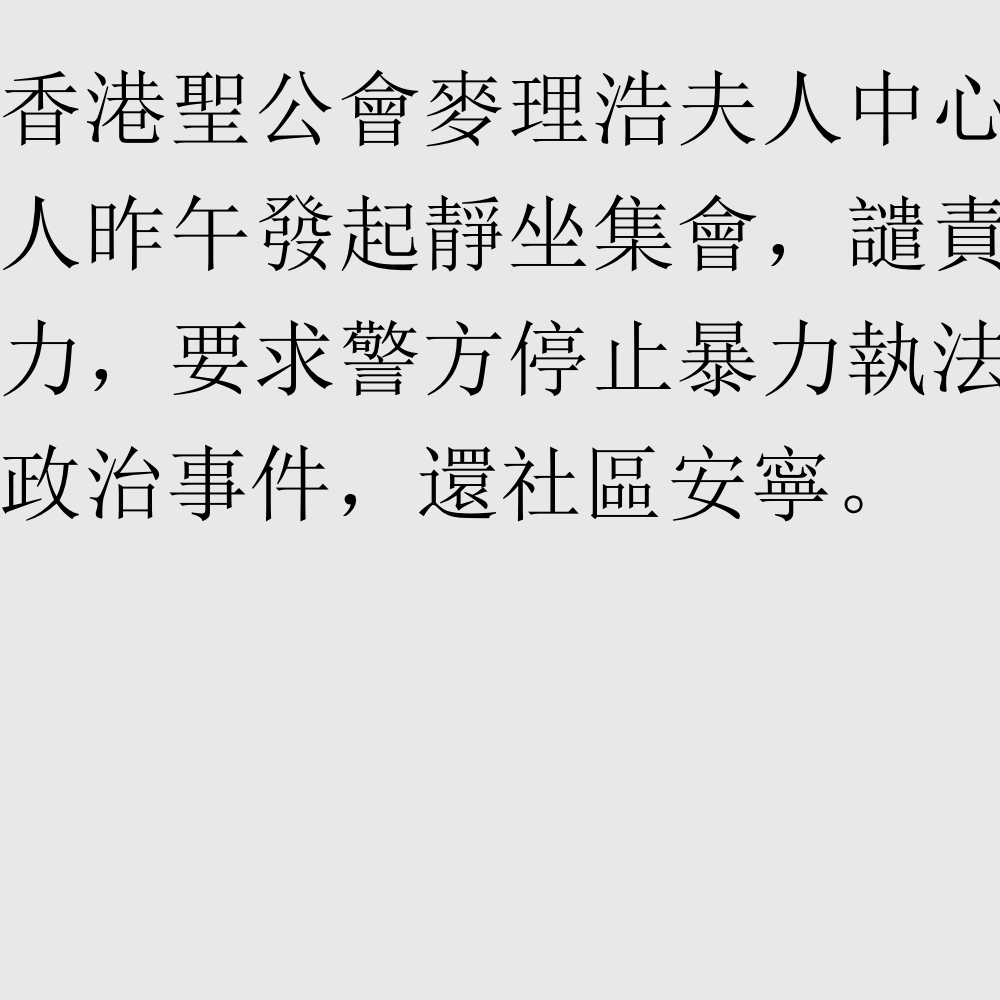 香港聖公會麥理浩夫人中心
人昨午發起靜坐集會，譴責
力，要求警方停止暴力執法
政治事件，還社區安寧。